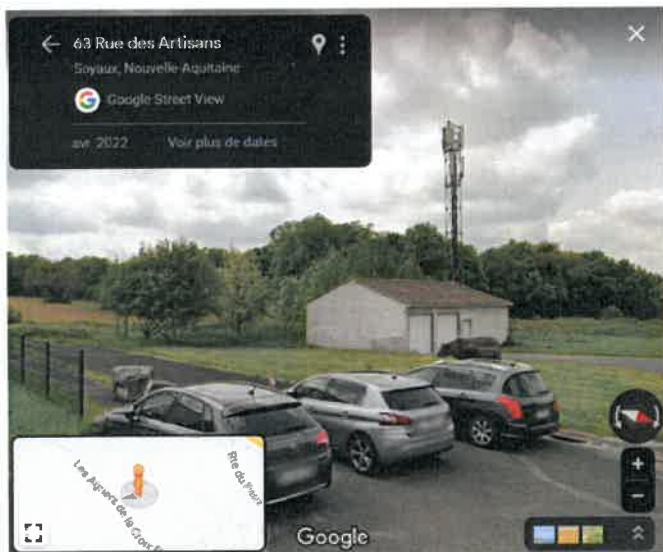 63 Rue des Artisans
Soyaux, Nouvelle-Aquitaine
Google Street View
avr. 2022 Voir plus de dates
Les Agriers de la Croix
Rte du
Google